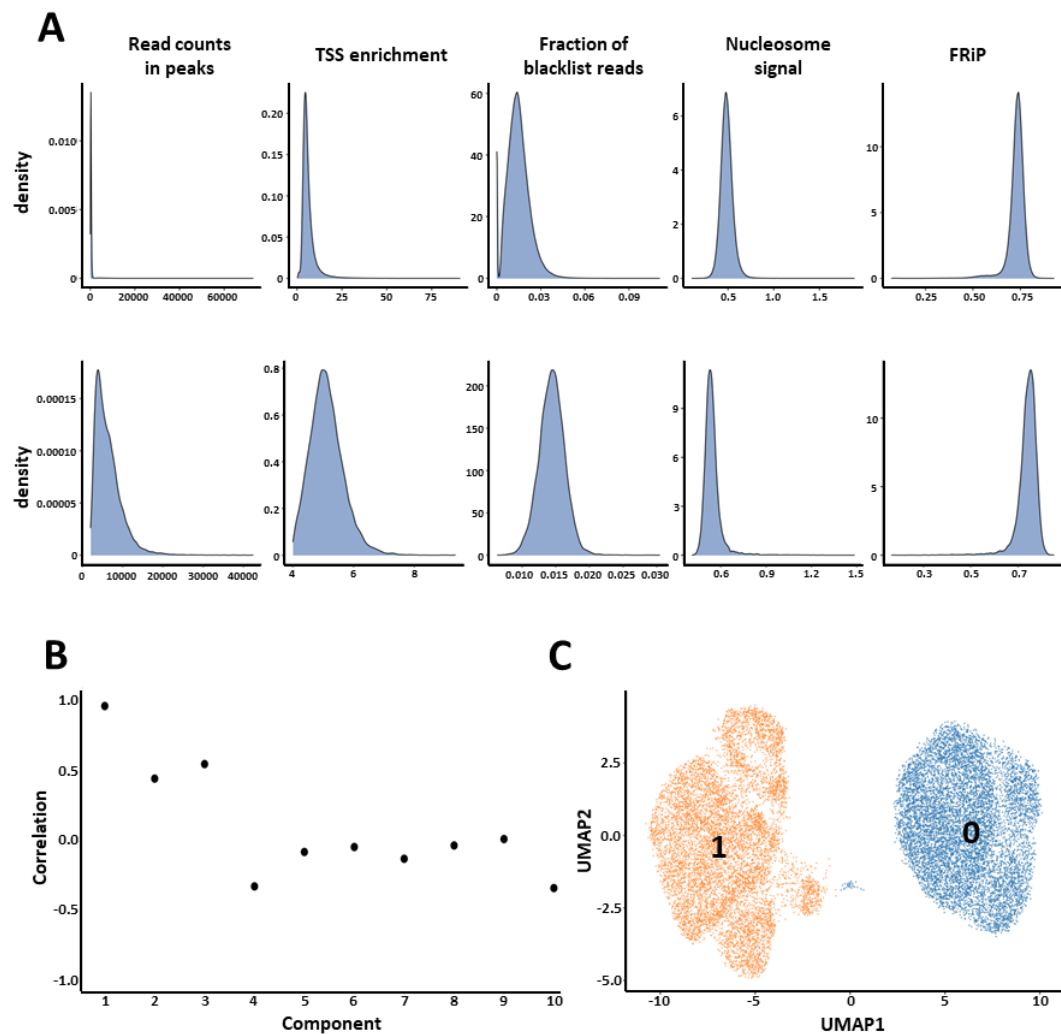 A
Read counts
in peaks
TSS enrichment
Fraction of
blacklist reads
Nucleosome
signal
FRiP
density
0.010
0.005
0
0 20000 40000 60000
0.20
0.15
0.10
0.05
0.00
0 25 50 75
60
40
20
0
0 0.03 0.06 0.09
6
4
2
0
0.5 1.0 1.5
10
5
0
0.25 0.50 0.75
density
0.00015
0.00010
0.00005
0
0 10000 20000 30000 40000
0.8
0.6
0.4
0.2
0
4 6 8
200
150
100
50
0
0.010 0.015 0.020 0.025 0.030
9
6
3
0
0.6 0.9 1.2 1.5
10
5
0
0.3 0.5 0.7
B
Correlation
1.0
0.5
0.0
-0.5
-1.0
1 2 3 4 5 6 7 8 9 10
Component
C
UMAP2
2.5
0.0
-2.5
-5.0
1
0
-10 -5 0 5 10
UMAP1